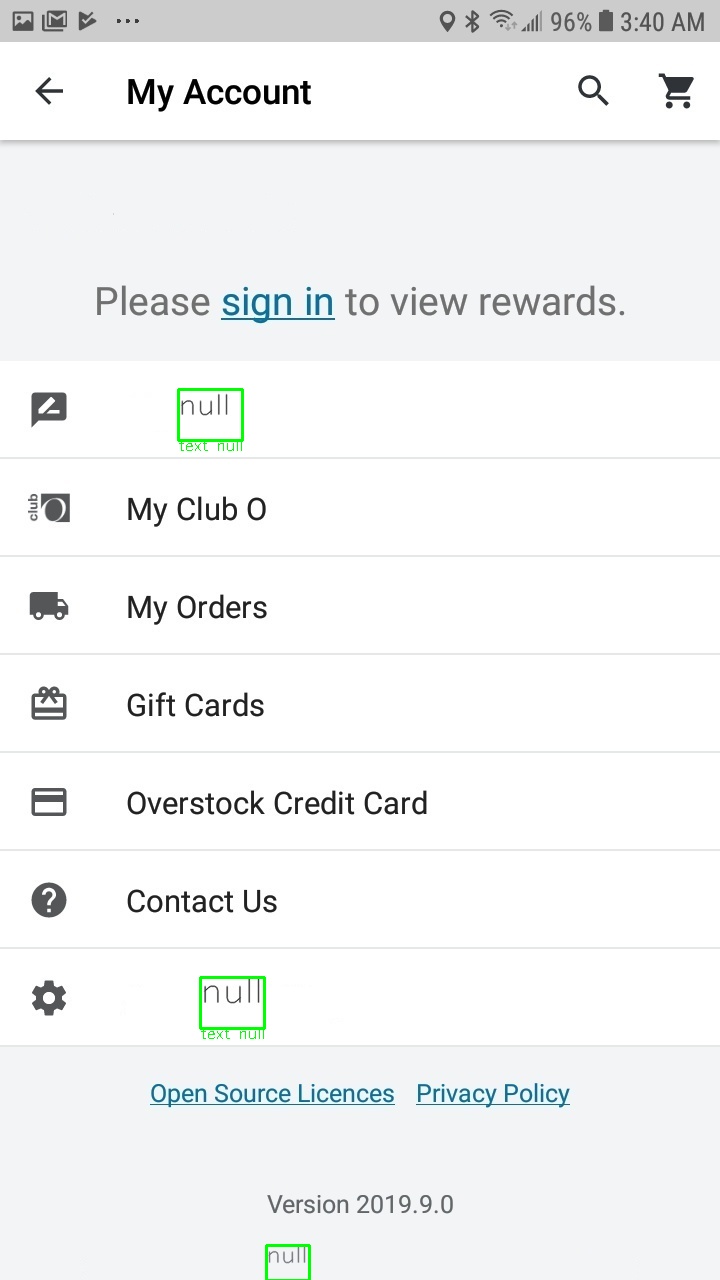 96% 3:40 AM
My Account
Please sign in to view rewards.
null
text null
club O My Club O
My Orders
Gift Cards
Overstock Credit Card
Contact Us
null
text null
Open Source Licences Privacy Policy
Version 2019.9.0
null